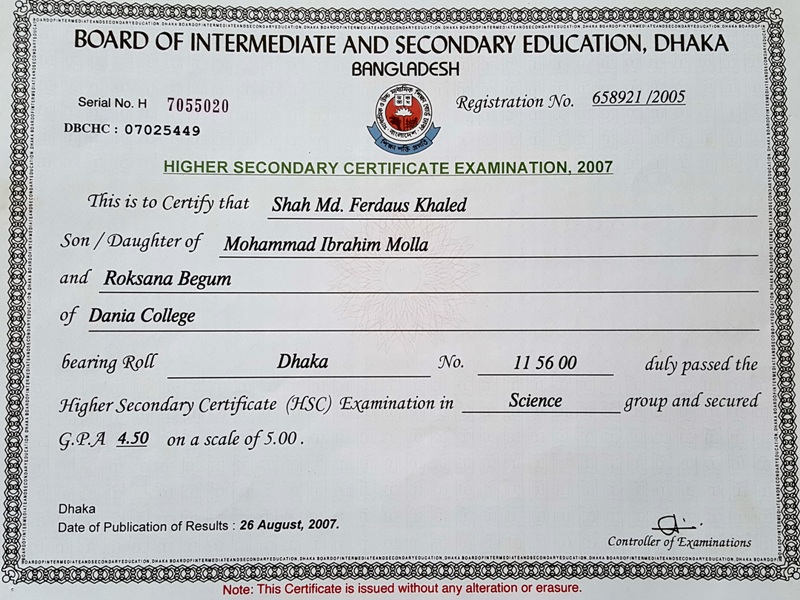 BOARD OF INTERMEDIATE AND SECONDARY EDUCATION, DHAKA
BANGLADESH
Serial No. H 7055020
Registration No. 658921 /2005
DBCHC : 07025449
HIGHER SECONDARY CERTIFICATE EXAMINATION, 2007
This is to Certify that Shah Md. Ferdaus Khaled
Son / Daughter of Mohammad Ibrahim Molla
and Roksana Begum
of Dania College
bearing Roll Dhaka No. 11 56 00 duly passed the
Higher Secondary Certificate (HSC) Examination in Science group and secured
G.P.A 4.50 on a scale of 5.00 .
Dhaka
Date of Publication of Results : 26 August, 2007.
Controller of Examinations
Note: This Certificate is issued without any alteration or erasure.